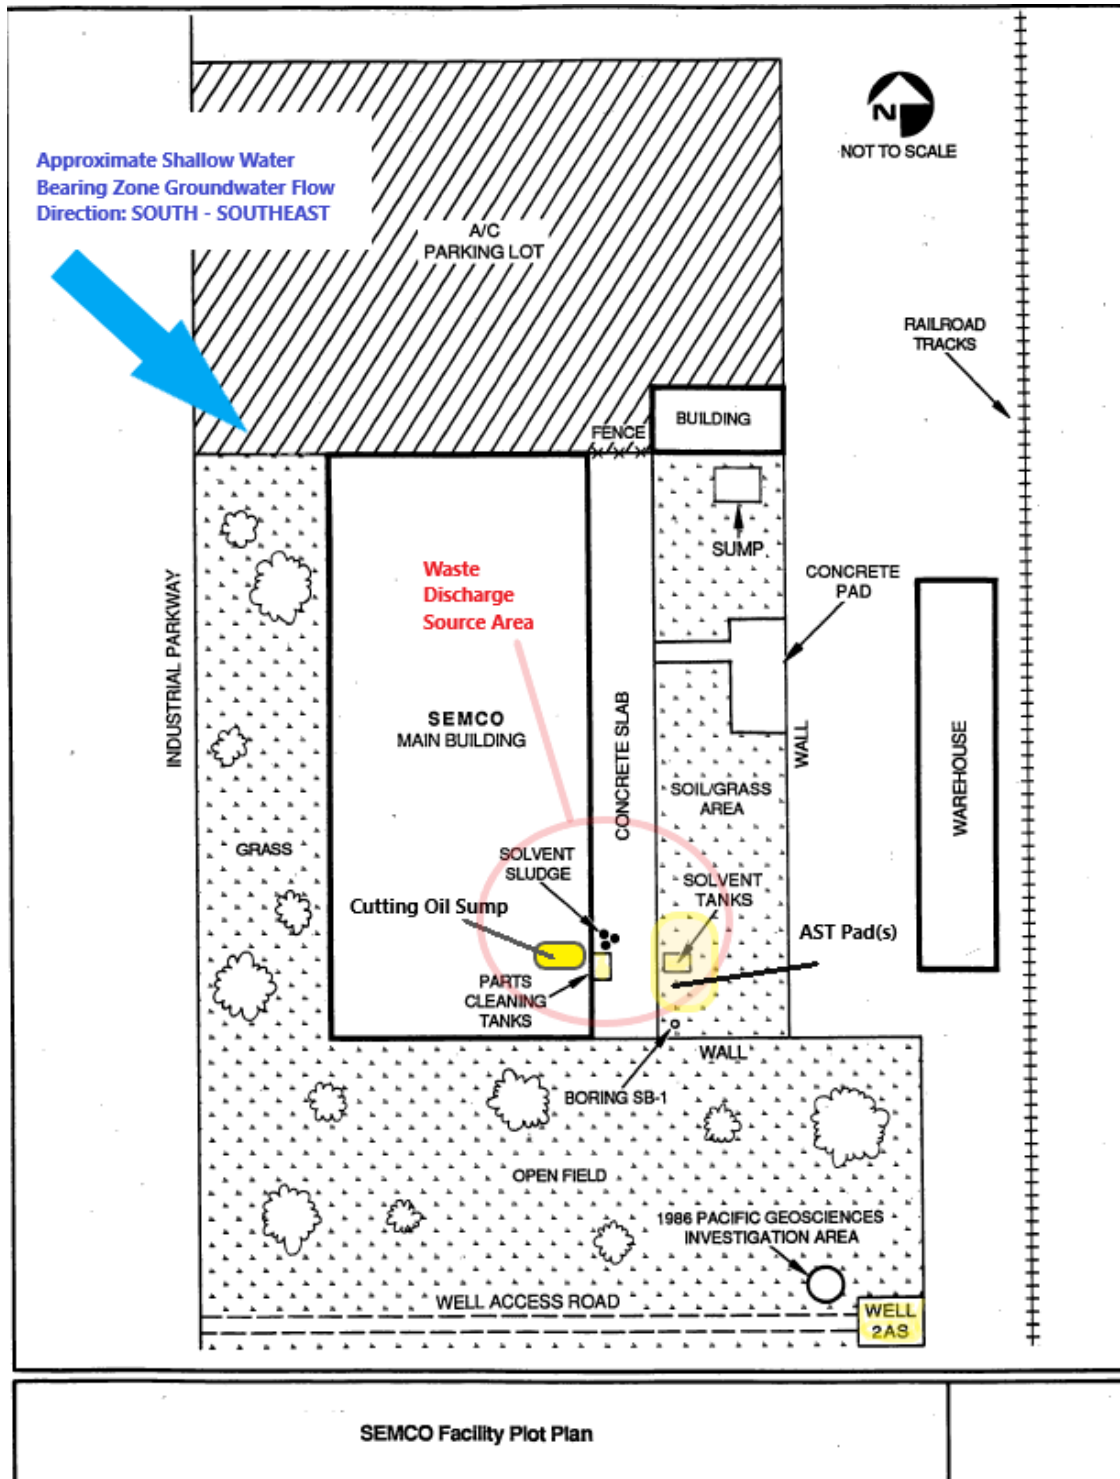 N
NOT TO SCALE
Approximate Shallow Water
Bearing Zone Groundwater Flow
Direction: SOUTH - SOUTHEAST
A/C
PARKING LOT
RAILROAD
TRACKS
BUILDING
FENCE
SUMP
CONCRETE
PAD
Waste
Discharge
Source Area
INDUSTRIAL PARKWAY
SEMCO
MAIN BUILDING
CONCRETE SLAB
WALL
WAREHOUSE
SOIL/GRASS
AREA
GRASS
SOLVENT
SLUDGE
SOLVENT
TANKS
Cutting Oil Sump
AST Pad(s)
PARTS
CLEANING
TANKS
WALL
BORING SB-1
OPEN FIELD
1986 PACIFIC GEOSCIENCES
INVESTIGATION AREA
WELL ACCESS ROAD
WELL
2AS
SEMCO Facility Plot Plan